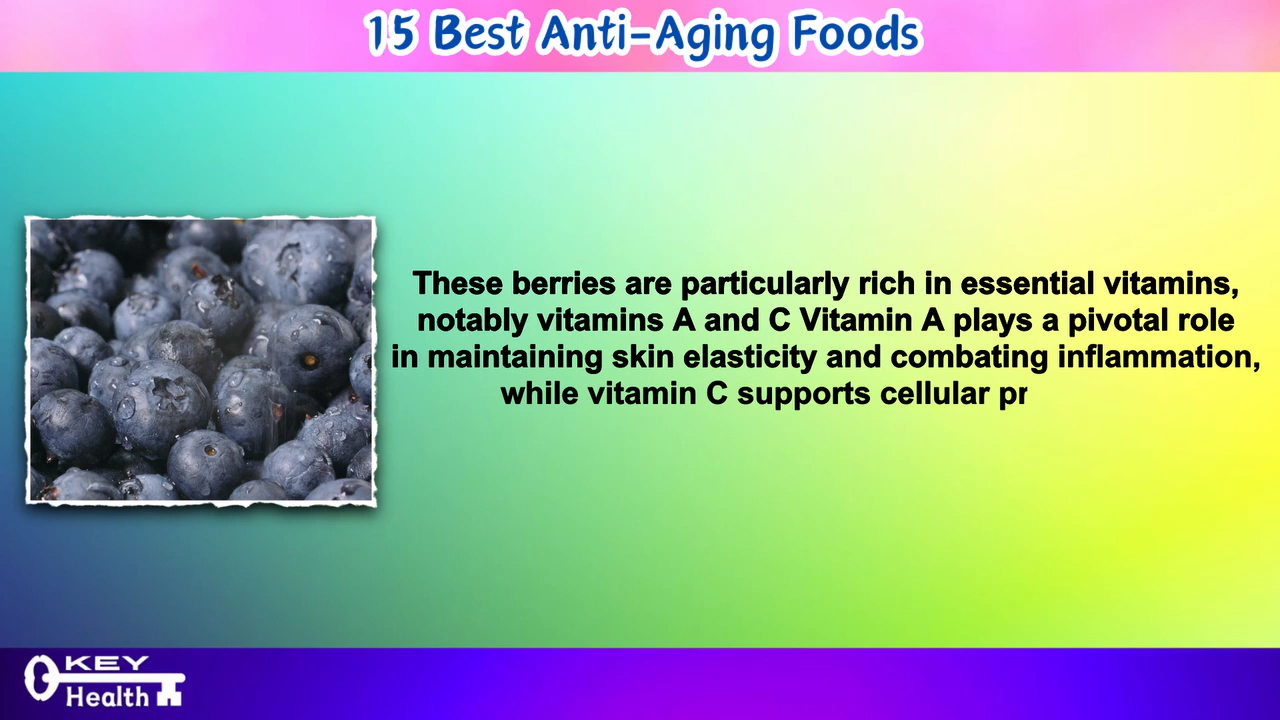 15 Best Anti-Aging Foods
These berries are particularly rich in essential vitamins,
notably vitamins A and C Vitamin A plays a pivotal role
in maintaining skin elasticity and combating inflammation,
while vitamin C supports cellular pr
KEY
Health